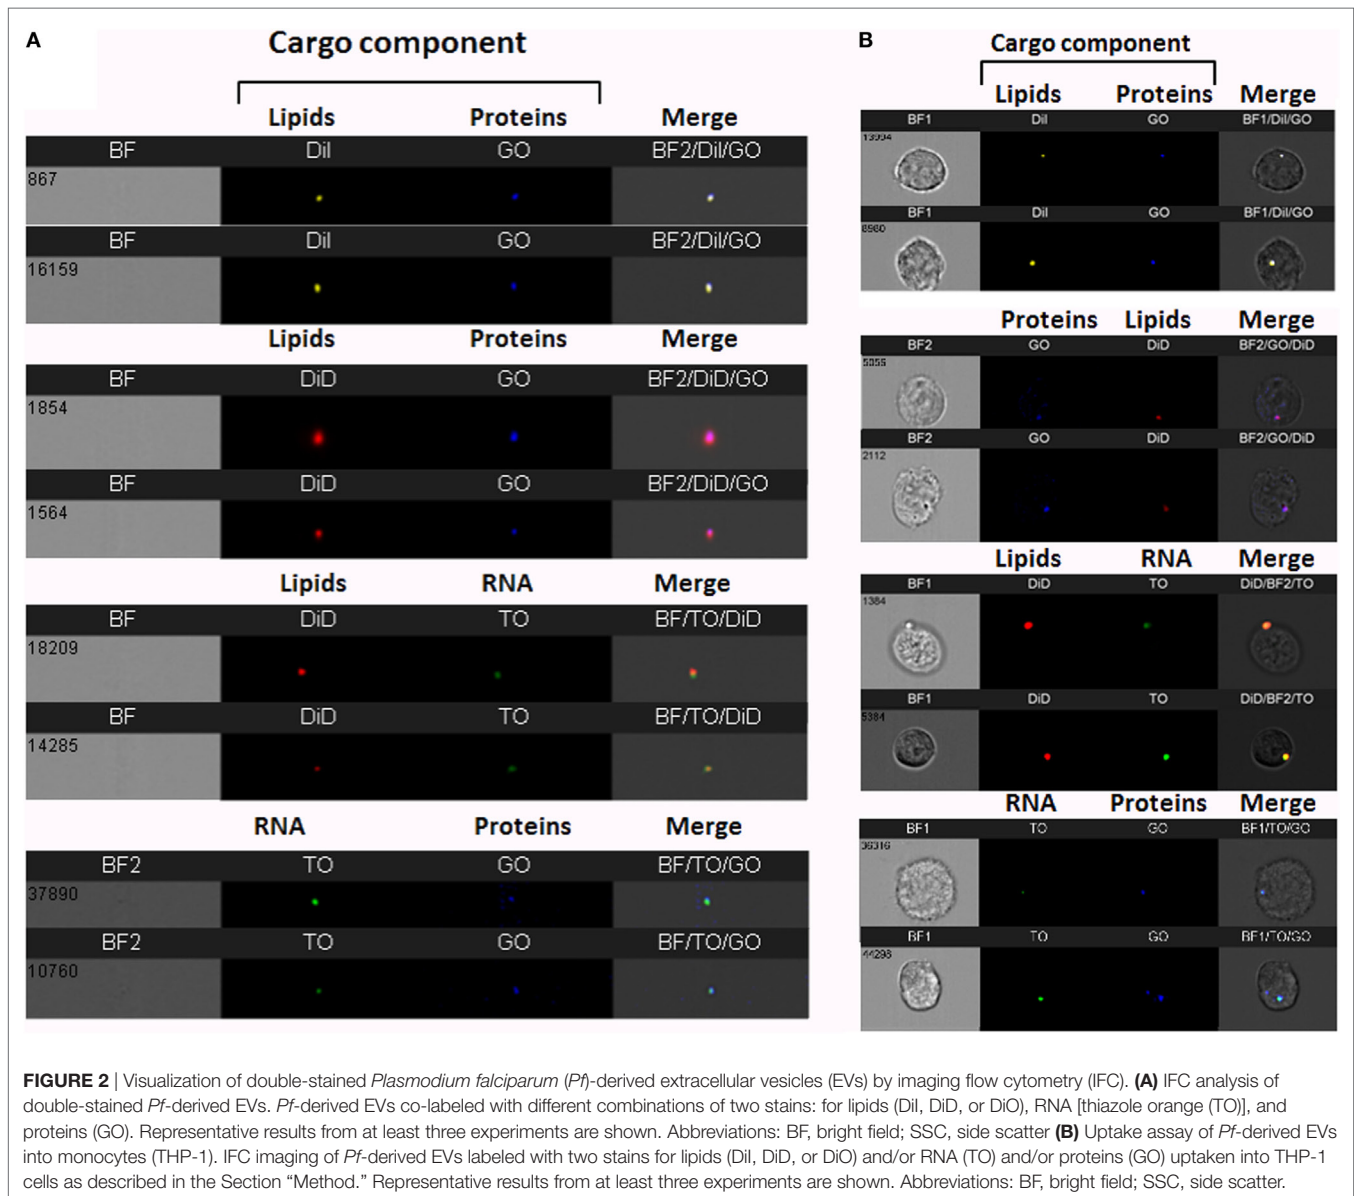 A
Cargo component
Lipids Proteins Merge
BF DiI GO BF2/DiI/GO
867
BF DiI GO BF2/DiI/GO
16159
Lipids Proteins Merge
BF DiD GO BF2/DiD/GO
1854
BF DiD GO BF2/DiD/GO
1564
Lipids RNA Merge
BF DiD TO BF/TO/DiD
18209
BF DiD TO BF/TO/DiD
14285
RNA Proteins Merge
BF2 TO GO BF/TO/GO
37890
BF2 TO GO BF/TO/GO
10760
B
Cargo component
Lipids Proteins Merge
BF1 DiI GO BF1/DiI/GO
13994
BF1 DiI GO BF1/DiI/GO
8980
Proteins Lipids Merge
BF2 GO DiD BF2/GO/DiD
5055
BF2 GO DiD BF2/GO/DiD
2112
Lipids RNA Merge
BF1 DiD TO DiD/BF2/TO
1384
BF1 DiD TO DiD/BF2/TO
5384
RNA Proteins Merge
BF1 TO GO BF1/TO/GO
36316
BF1 TO GO BF1/TO/GO
44298
FIGURE 2 | Visualization of double-stained Plasmodium falciparum (Pf)-derived extracellular vesicles (EVs) by imaging flow cytometry (IFC). (A) IFC analysis of
double-stained Pf-derived EVs. Pf-derived EVs co-labeled with different combinations of two stains: for lipids (DiI, DiD, or DiO), RNA [thiazole orange (TO)], and
proteins (GO). Representative results from at least three experiments are shown. Abbreviations: BF, bright field; SSC, side scatter (B) Uptake assay of Pf-derived EVs
into monocytes (THP-1). IFC imaging of Pf-derived EVs labeled with two stains for lipids (DiI, DiD, or DiO) and/or RNA (TO) and/or proteins (GO) uptaken into THP-1
cells as described in the Section “Method.” Representative results from at least three experiments are shown. Abbreviations: BF, bright field; SSC, side scatter.